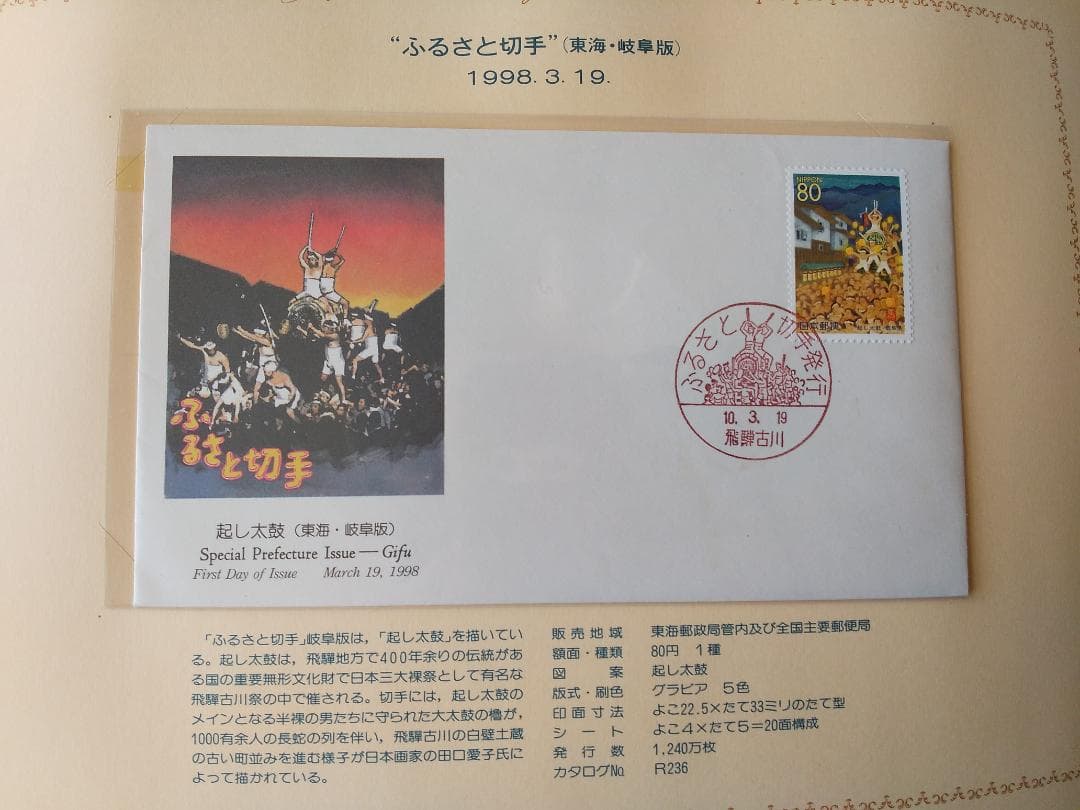 “ふるさと切手”(東海・岐阜版)
1998. 3. 19.
NIPPON
80
日本郵便
起し太鼓・岐阜県
ふるさと切手発行
10. 3. 19
飛騨古川
ふるさと切手
起し太鼓(東海・岐阜版)
Special Prefecture Issue — Gifu
First Day of Issue March 19, 1998
「ふるさと切手」岐阜版は,「起し太鼓」を描いてい
る。起し太鼓は,飛騨地方で400年余りの伝統があ
る国の重要無形文化財で日本三大裸祭として有名な
飛騨古川祭の中で催される。切手には,起し太鼓の
メインとなる半裸の男たちに守られた大太鼓の櫓が,
1000有余人の長蛇の列を伴い,飛騨古川の白壁土蔵
の古い町並みを進む様子が日本画家の田口愛子氏に
よって描かれている。
販売地域 東海郵政局管内及び全国主要郵便局
額面・種類 80円 1種
図案 起し太鼓
版式・刷色 グラビア 5色
印面寸法 よこ22.5×たて33ミリのたて型
シート よこ4×たて5=20面構成
発行数 1,240万枚
カタログNo. R236